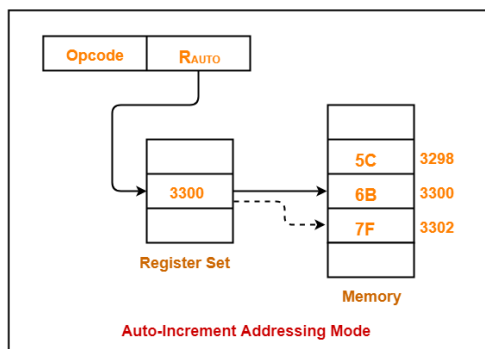 Opcode RAUTO
5C 3298
3300 6B 3300
7F 3302
Register Set
Memory
Auto-Increment Addressing Mode